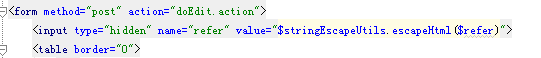 <form method="post" action="doEdit.action">
<input type="hidden" name="refer" value="$stringEscapeUtils.escapeHtml($refer)">
<table border="0">